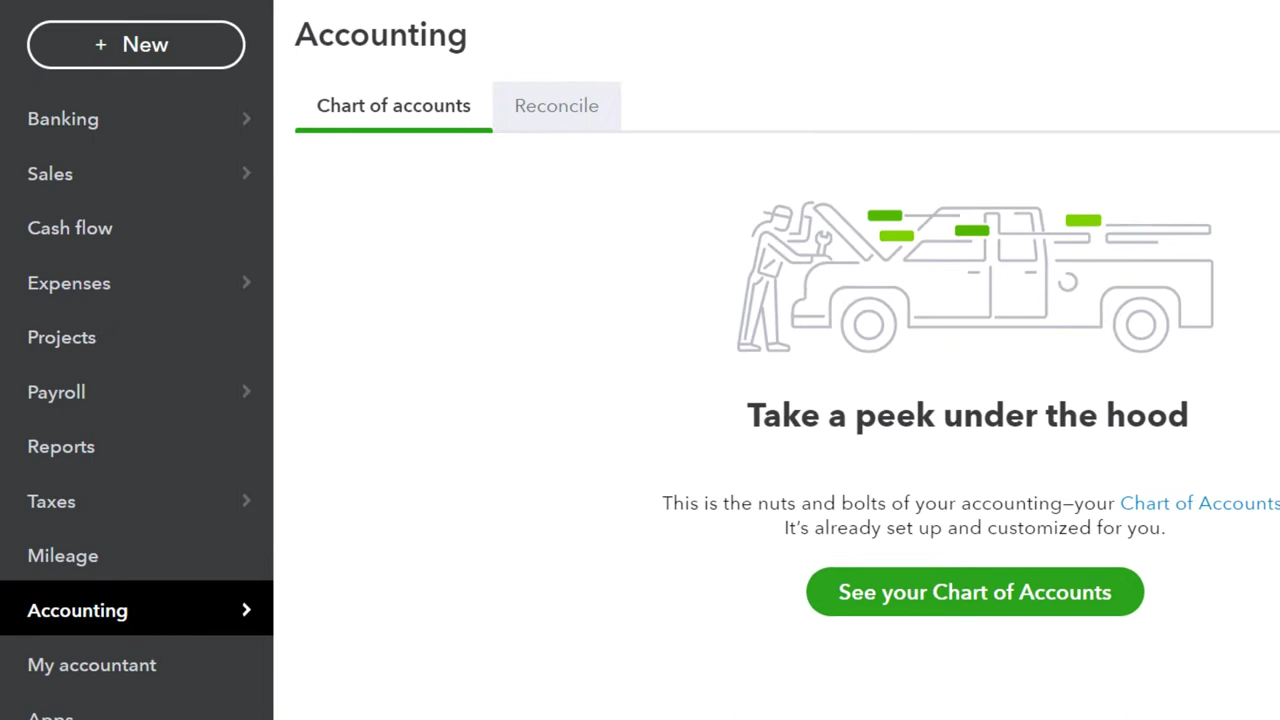 + New
Banking
Sales
Cash flow
Expenses
Projects
Payroll
Reports
Taxes
Mileage
Accounting
My accountant
Apps
Accounting
Chart of accounts
Reconcile
Take a peek under the hood
This is the nuts and bolts of your accounting—your Chart of Accounts
It's already set up and customized for you.
See your Chart of Accounts